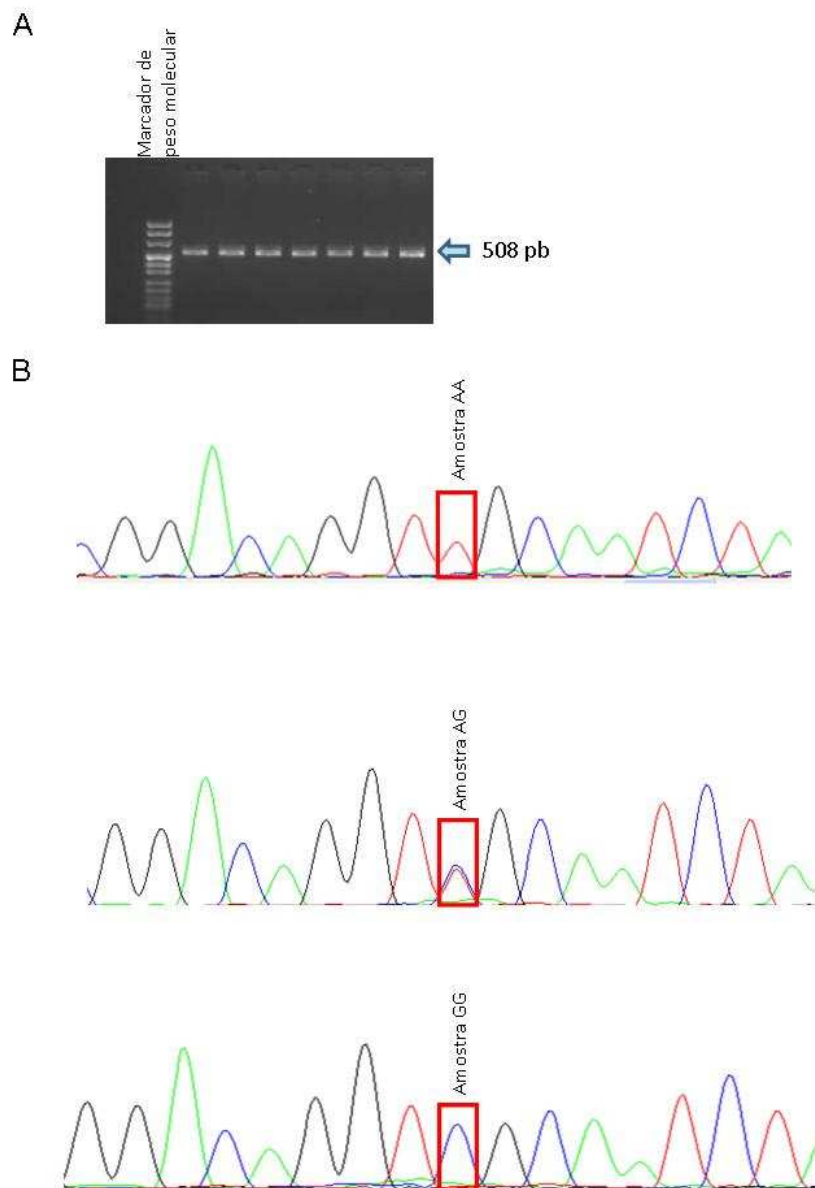 A
Marcador de
peso molecular
508 pb
B
Amostra AA
Amostra AG
Amostra GG